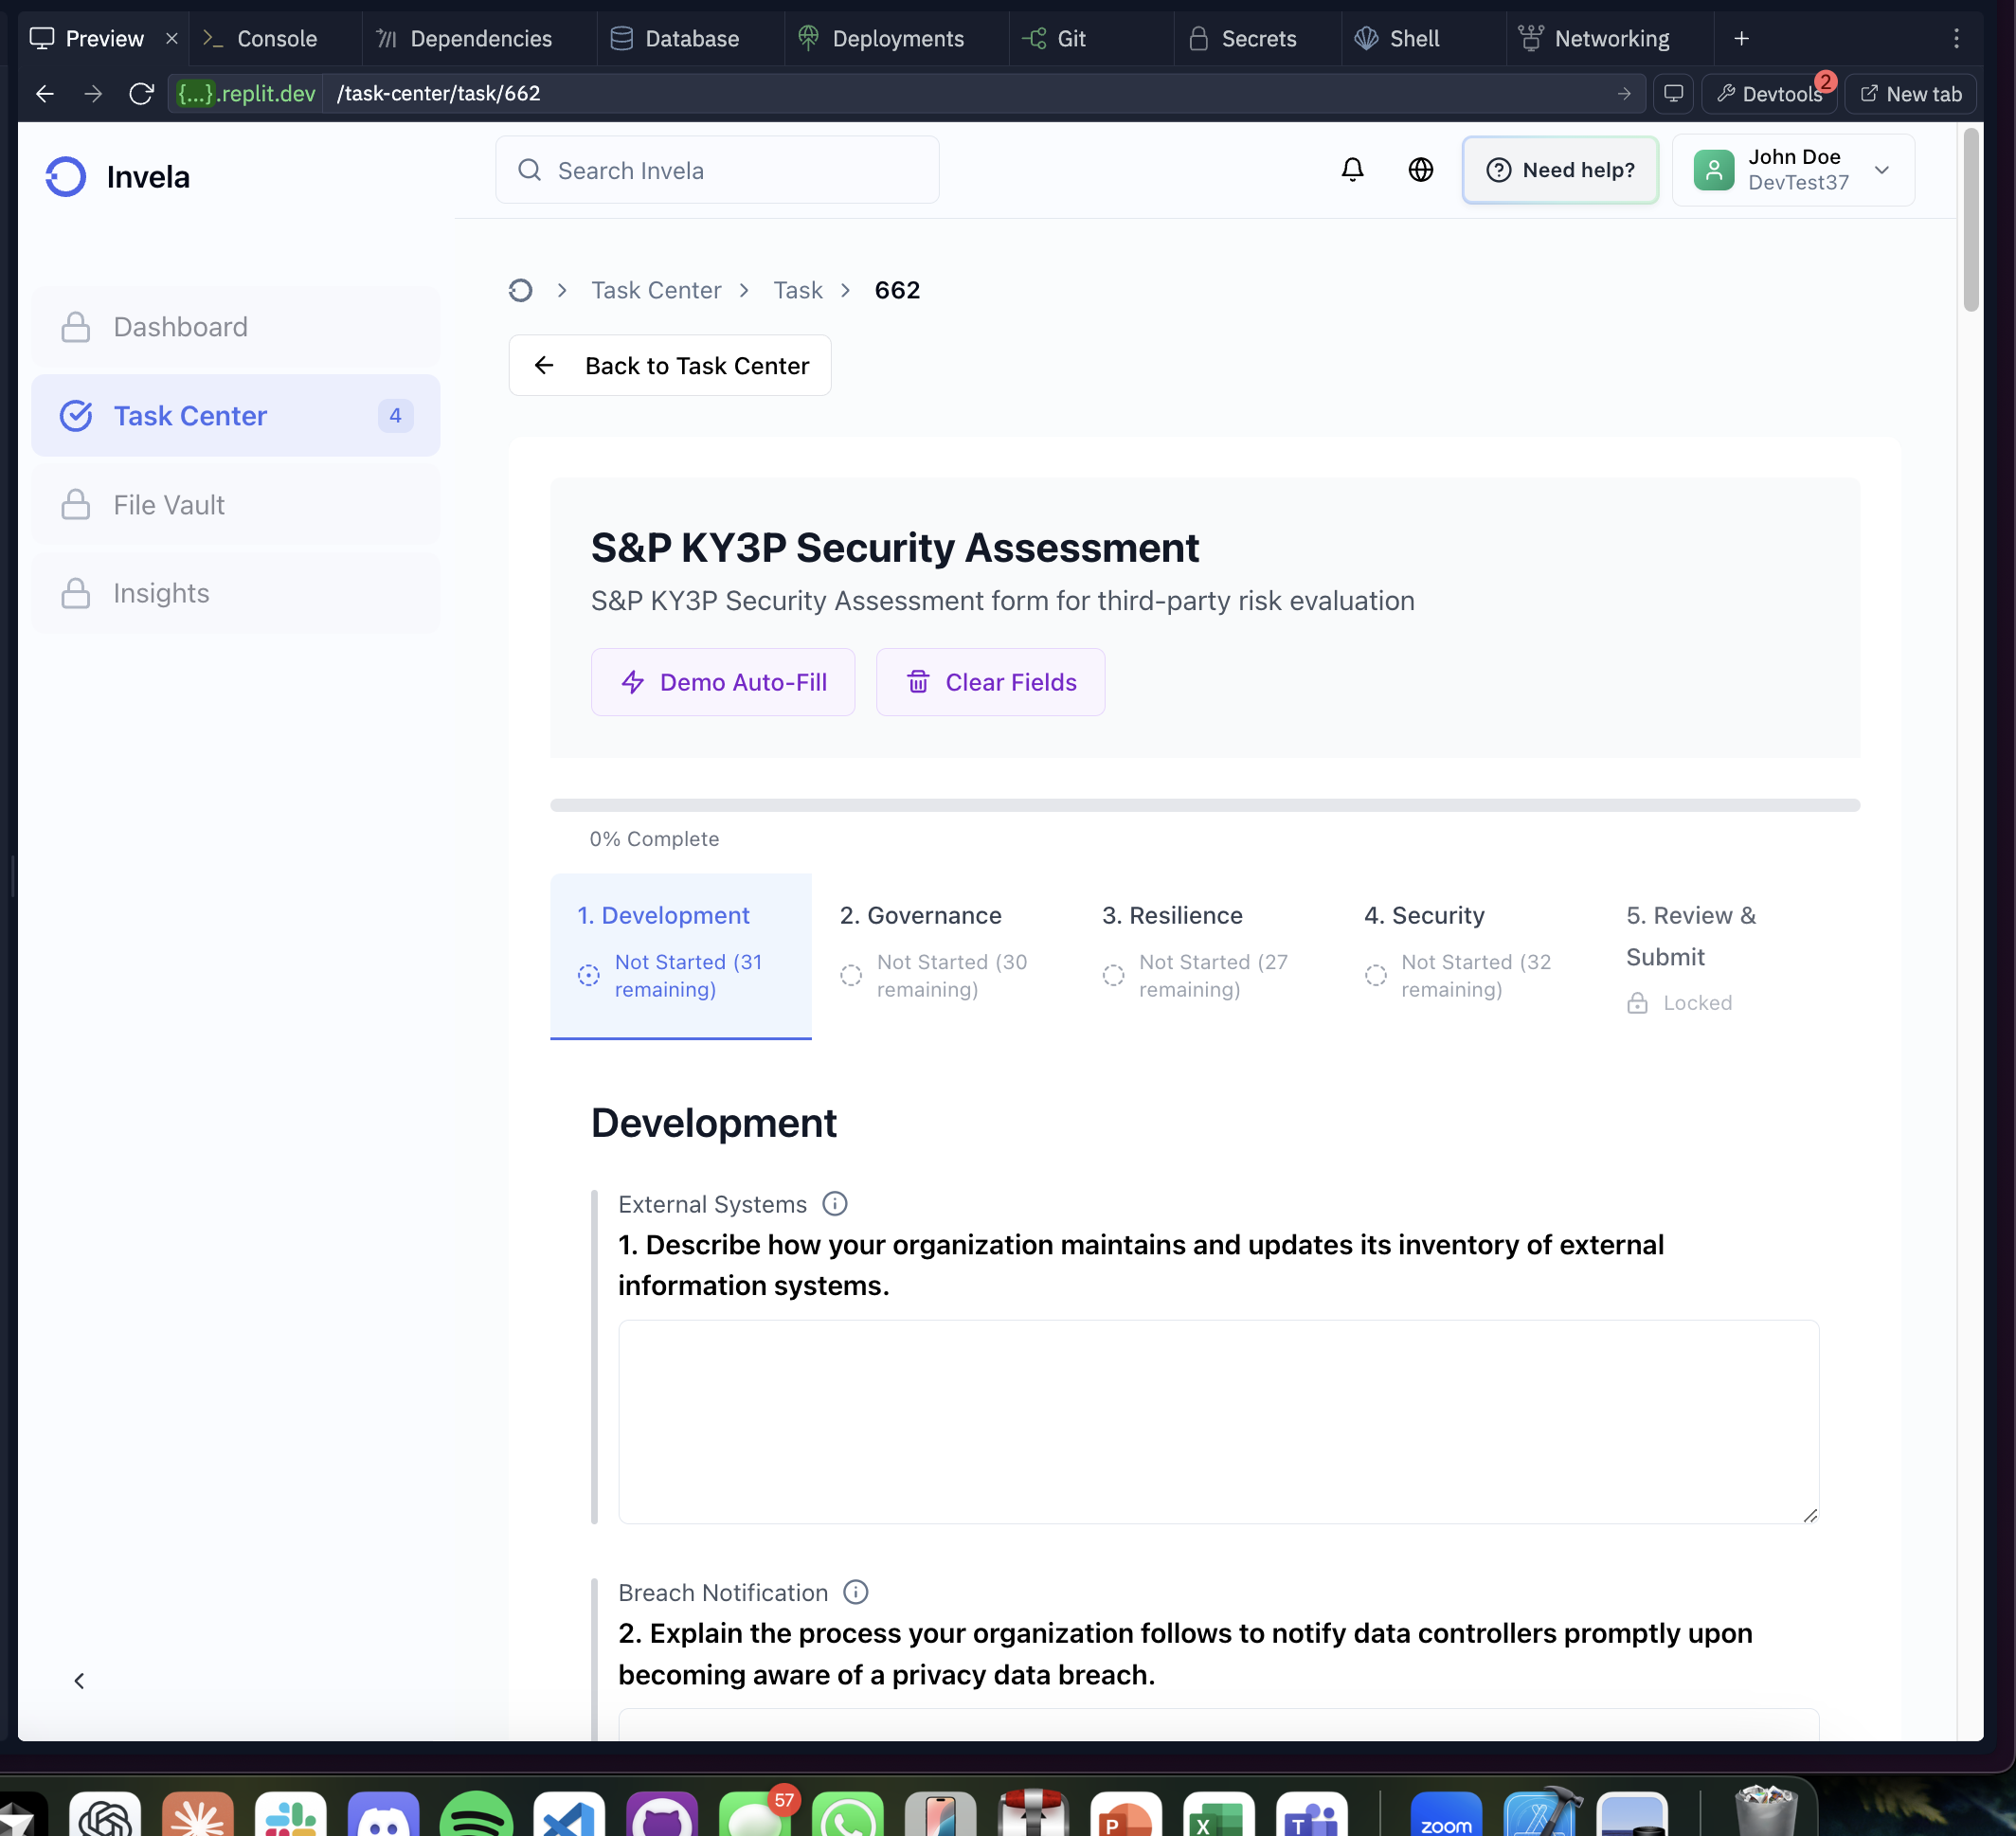 Preview
Console
Dependencies
Database
Deployments
Git
Secrets
Shell
Networking
{...}.replit.dev
/task-center/task/662
Devtools
2
New tab
Invela
Search Invela
Need help?
John Doe
DevTest37
Dashboard
Task Center
4
File Vault
Insights
Task Center
Task
662
Back to Task Center
S&P KY3P Security Assessment
S&P KY3P Security Assessment form for third-party risk evaluation
Demo Auto-Fill
Clear Fields
0% Complete
1. Development
Not Started (31
remaining)
2. Governance
Not Started (30
remaining)
3. Resilience
Not Started (27
remaining)
4. Security
Not Started (32
remaining)
5. Review &
Submit
Locked
Development
External Systems
1. Describe how your organization maintains and updates its inventory of external
information systems.
Breach Notification
2. Explain the process your organization follows to notify data controllers promptly upon
becoming aware of a privacy data breach.
57
P
X
T
zoom